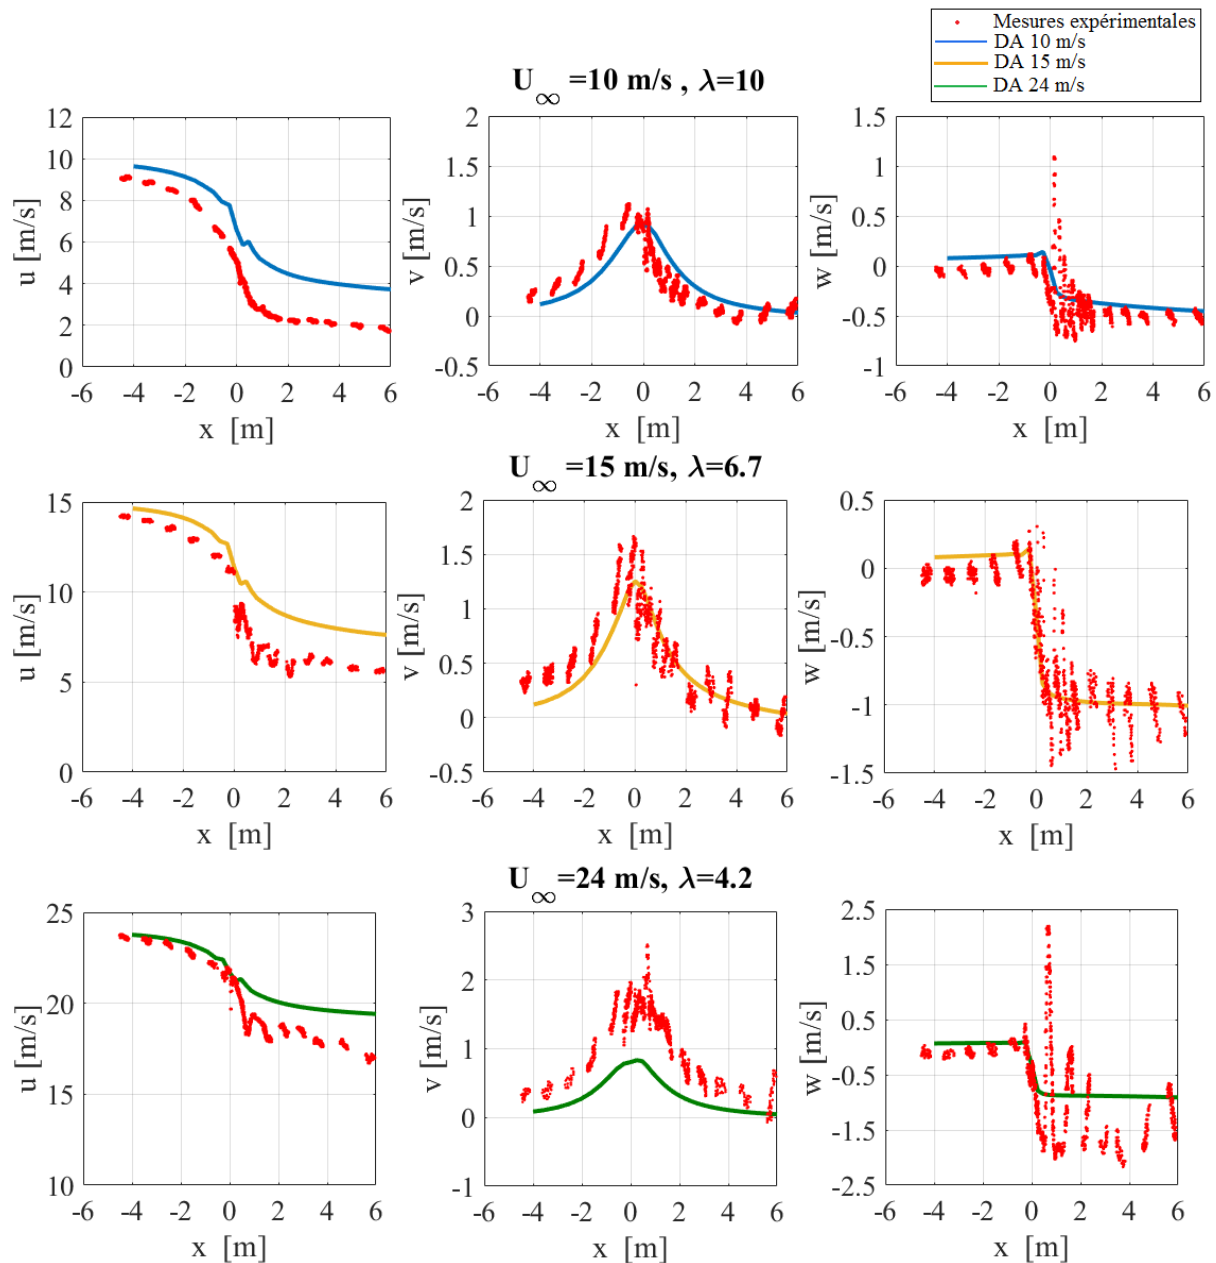 Mesures expérimentales
DA 10 m/s
DA 15 m/s
DA 24 m/s
U∞ =10 m/s , λ=10
12
10
8
6
4
2
0
u [m/s]
-6 -4 -2 0 2 4 6
x [m]
2
1.5
1
0.5
0
-0.5
v [m/s]
-6 -4 -2 0 2 4 6
x [m]
1.5
1
0.5
0
-0.5
-1
w [m/s]
-6 -4 -2 0 2 4 6
x [m]
U∞ =15 m/s, λ=6.7
15
10
5
0
u [m/s]
-6 -4 -2 0 2 4 6
x [m]
2
1.5
1
0.5
0
-0.5
v [m/s]
-6 -4 -2 0 2 4 6
x [m]
0.5
0
-0.5
-1
-1.5
w [m/s]
-6 -4 -2 0 2 4 6
x [m]
U∞ =24 m/s, λ=4.2
25
20
15
10
u [m/s]
-6 -4 -2 0 2 4 6
x [m]
3
2
1
0
-1
v [m/s]
-6 -4 -2 0 2 4 6
x [m]
2.5
1.5
0.5
-0.5
-1.5
-2.5
w [m/s]
-6 -4 -2 0 2 4 6
x [m]